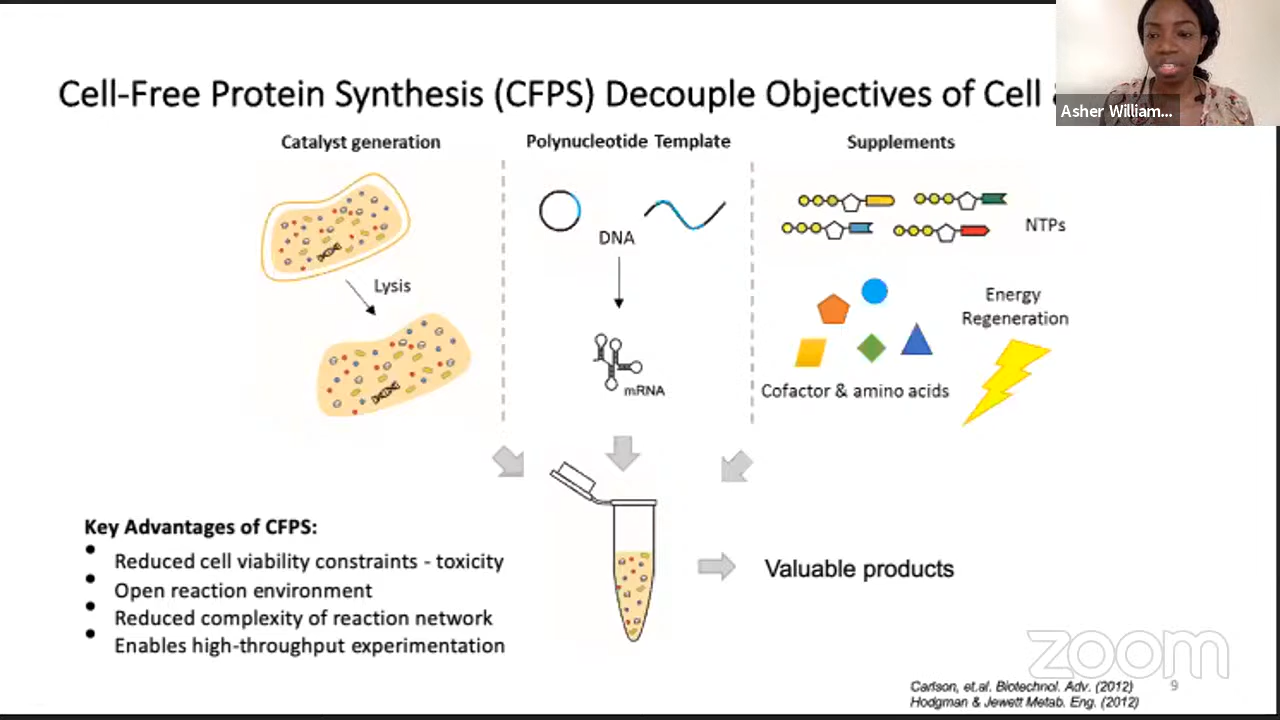 Cell-Free Protein Synthesis (CFPS) Decouple Objectives of Cell
Asher William...
Catalyst generation
Polynucleotide Template
Supplements
Lysis
DNA
mRNA
NTPs
Energy
Regeneration
Cofactor & amino acids
Key Advantages of CFPS:
• Reduced cell viability constraints - toxicity
• Open reaction environment
• Reduced complexity of reaction network
• Enables high-throughput experimentation
Valuable products
zoom
Carlson, et.al. Biotechnol. Adv. (2012)
Hodgman & Jewett Metab. Eng. (2012)
9